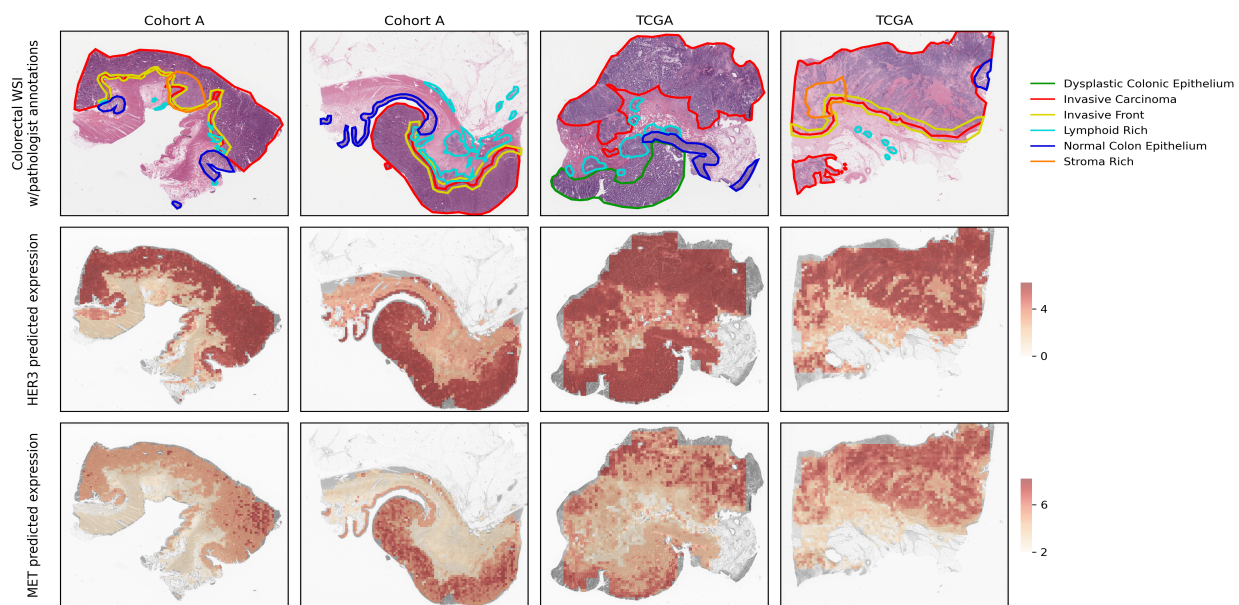 Cohort A
Cohort A
TCGA
TCGA
Colorectal WSI
w/pathologist annotations
Dysplastic Colonic Epithelium
Invasive Carcinoma
Invasive Front
Lymphoid Rich
Normal Colon Epithelium
Stroma Rich
HER3 predicted expression
4
0
MET predicted expression
6
2